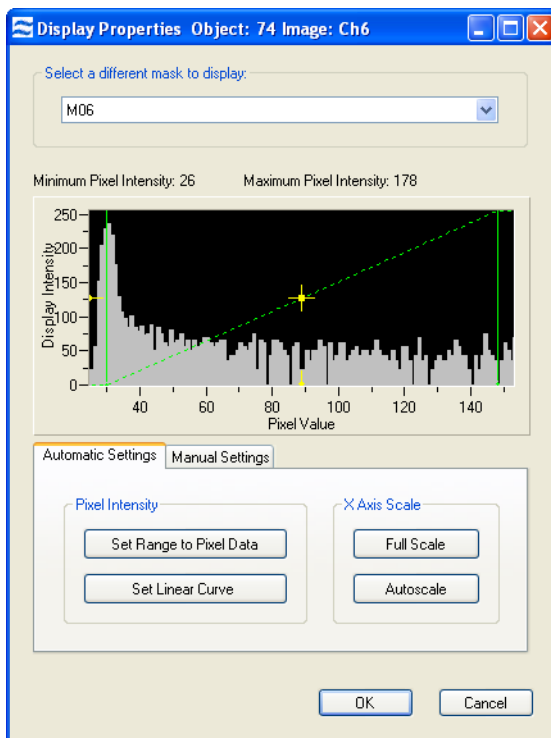 Display Properties Object: 74 Image: Ch6
Select a different mask to display:
M06
Minimum Pixel Intensity: 26 Maximum Pixel Intensity: 178
250
200
150
100
50
0
Display Intensity
40 60 80 100 120 140
Pixel Value
Automatic Settings Manual Settings
Pixel Intensity X Axis Scale
Set Range to Pixel Data Full Scale
Set Linear Curve Autoscale
OK Cancel